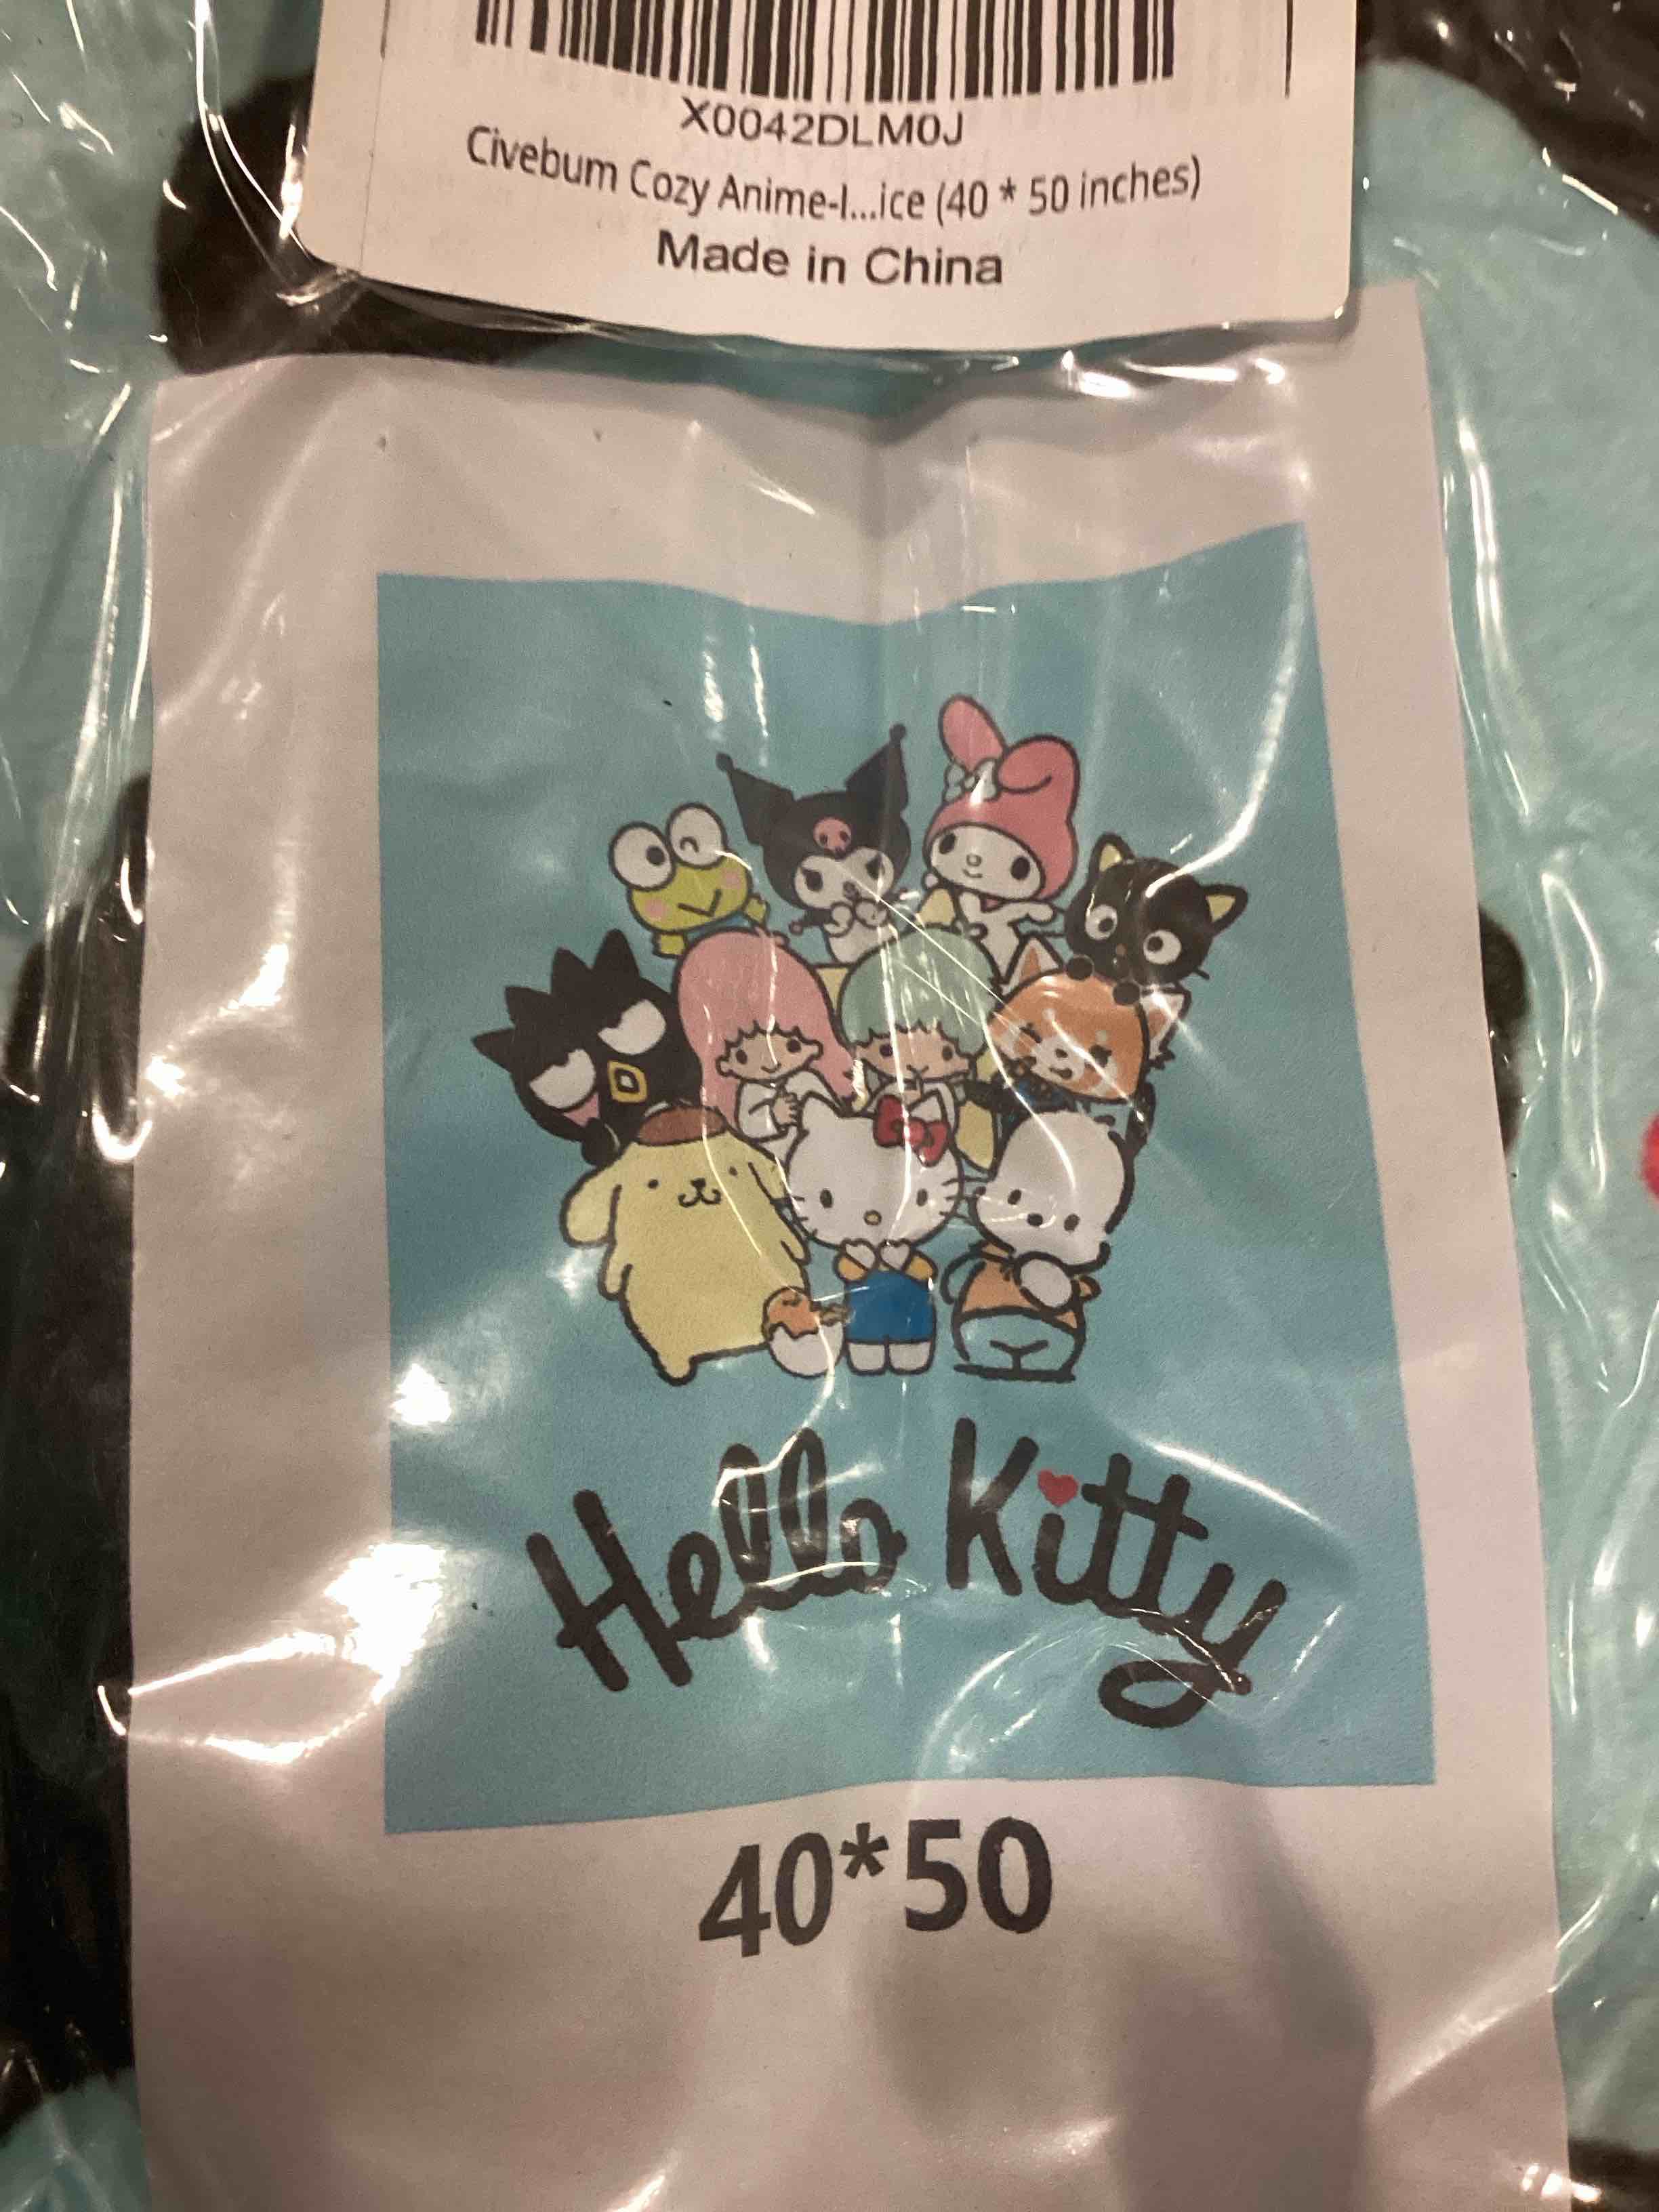 X0042DLM0J
Civebum Cozy Anime-I...ice (40 * 50 inches)
Made in China
Hello Kitty
40*50